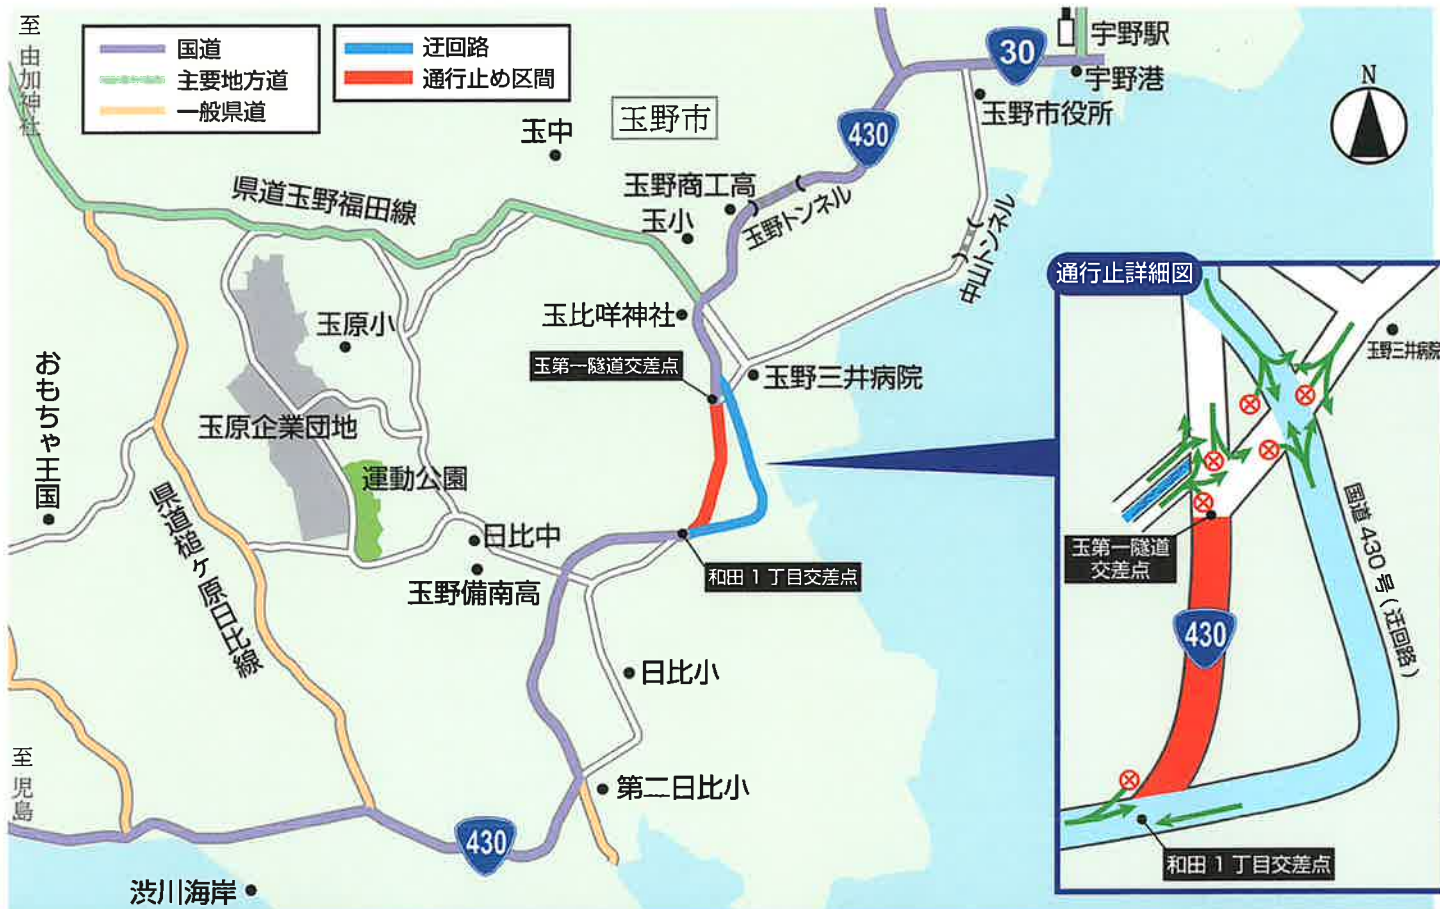 至
由加神社
国道
主要地方道
一般県道
迂回路
通行止め区間
玉野市
玉中
30
宇野駅
宇野港
玉野市役所
N
430
玉野商工高
玉小
玉野トンネル
中山トンネル
県道玉野福田線
玉比咩神社
玉第一隧道交差点
玉野三井病院
玉原小
玉原企業団地
運動公園
おもちゃ王国
県道槌ケ原日比線
日比中
玉野備南高
和田 1 丁目交差点
日比小
第二日比小
至
児島
430
渋川海岸
通行止詳細図
玉野三井病院
玉第一隧道
交差点
国道 430 号 (迂回路)
430
和田 1 丁目交差点